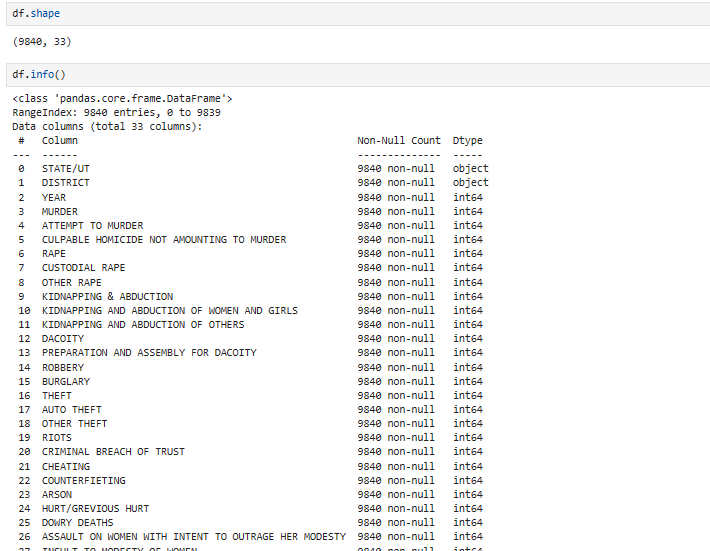 df.shape
(9840, 33)
df.info()
<class 'pandas.core.frame.DataFrame'>
RangeIndex: 9840 entries, 0 to 9839
Data columns (total 33 columns):
#   Column   Non-Null Count  Dtype
---  ------   --------------  -----
0   STATE/UT   9840 non-null   object
1   DISTRICT   9840 non-null   object
2   YEAR   9840 non-null   int64
3   MURDER   9840 non-null   int64
4   ATTEMPT TO MURDER   9840 non-null   int64
5   CULPABLE HOMICIDE NOT AMOUNTING TO MURDER   9840 non-null   int64
6   RAPE   9840 non-null   int64
7   CUSTODIAL RAPE   9840 non-null   int64
8   OTHER RAPE   9840 non-null   int64
9   KIDNAPPING & ABDUCTION   9840 non-null   int64
10  KIDNAPPING AND ABDUCTION OF WOMEN AND GIRLS   9840 non-null   int64
11  KIDNAPPING AND ABDUCTION OF OTHERS   9840 non-null   int64
12  DACOITY   9840 non-null   int64
13  PREPARATION AND ASSEMBLY FOR DACOITY   9840 non-null   int64
14  ROBBERY   9840 non-null   int64
15  BURGLARY   9840 non-null   int64
16  THEFT   9840 non-null   int64
17  AUTO THEFT   9840 non-null   int64
18  OTHER THEFT   9840 non-null   int64
19  RIOTS   9840 non-null   int64
20  CRIMINAL BREACH OF TRUST   9840 non-null   int64
21  CHEATING   9840 non-null   int64
22  COUNTERFIETING   9840 non-null   int64
23  ARSON   9840 non-null   int64
24  HURT/GREVIOUS HURT   9840 non-null   int64
25  DOWRY DEATHS   9840 non-null   int64
26  ASSAULT ON WOMEN WITH INTENT TO OUTRAGE HER MODESTY  9840 non-null   int64
27  INSULT TO MODESTY OF WOMEN   9840 non-null   int64